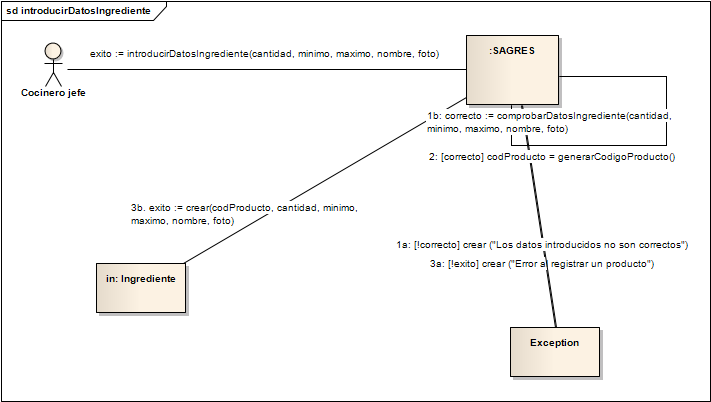 sd introducirDatosIngrediente
exito := introducirDatosIngrediente(cantidad, minimo, maximo, nombre, foto)
:SAGRES
Cocinero jefe
1b: correcto := comprobarDatosIngrediente(cantidad,
minimo, maximo, nombre, foto)
2: [correcto] codProducto = generarCodigoProducto()
3b. exito := crear(codProducto, cantidad, minimo,
maximo, nombre, foto)
1a: [!correcto] crear ("Los datos introducidos no son correctos")
3a: [!exito] crear ("Error al registrar un producto")
in: Ingrediente
Exception